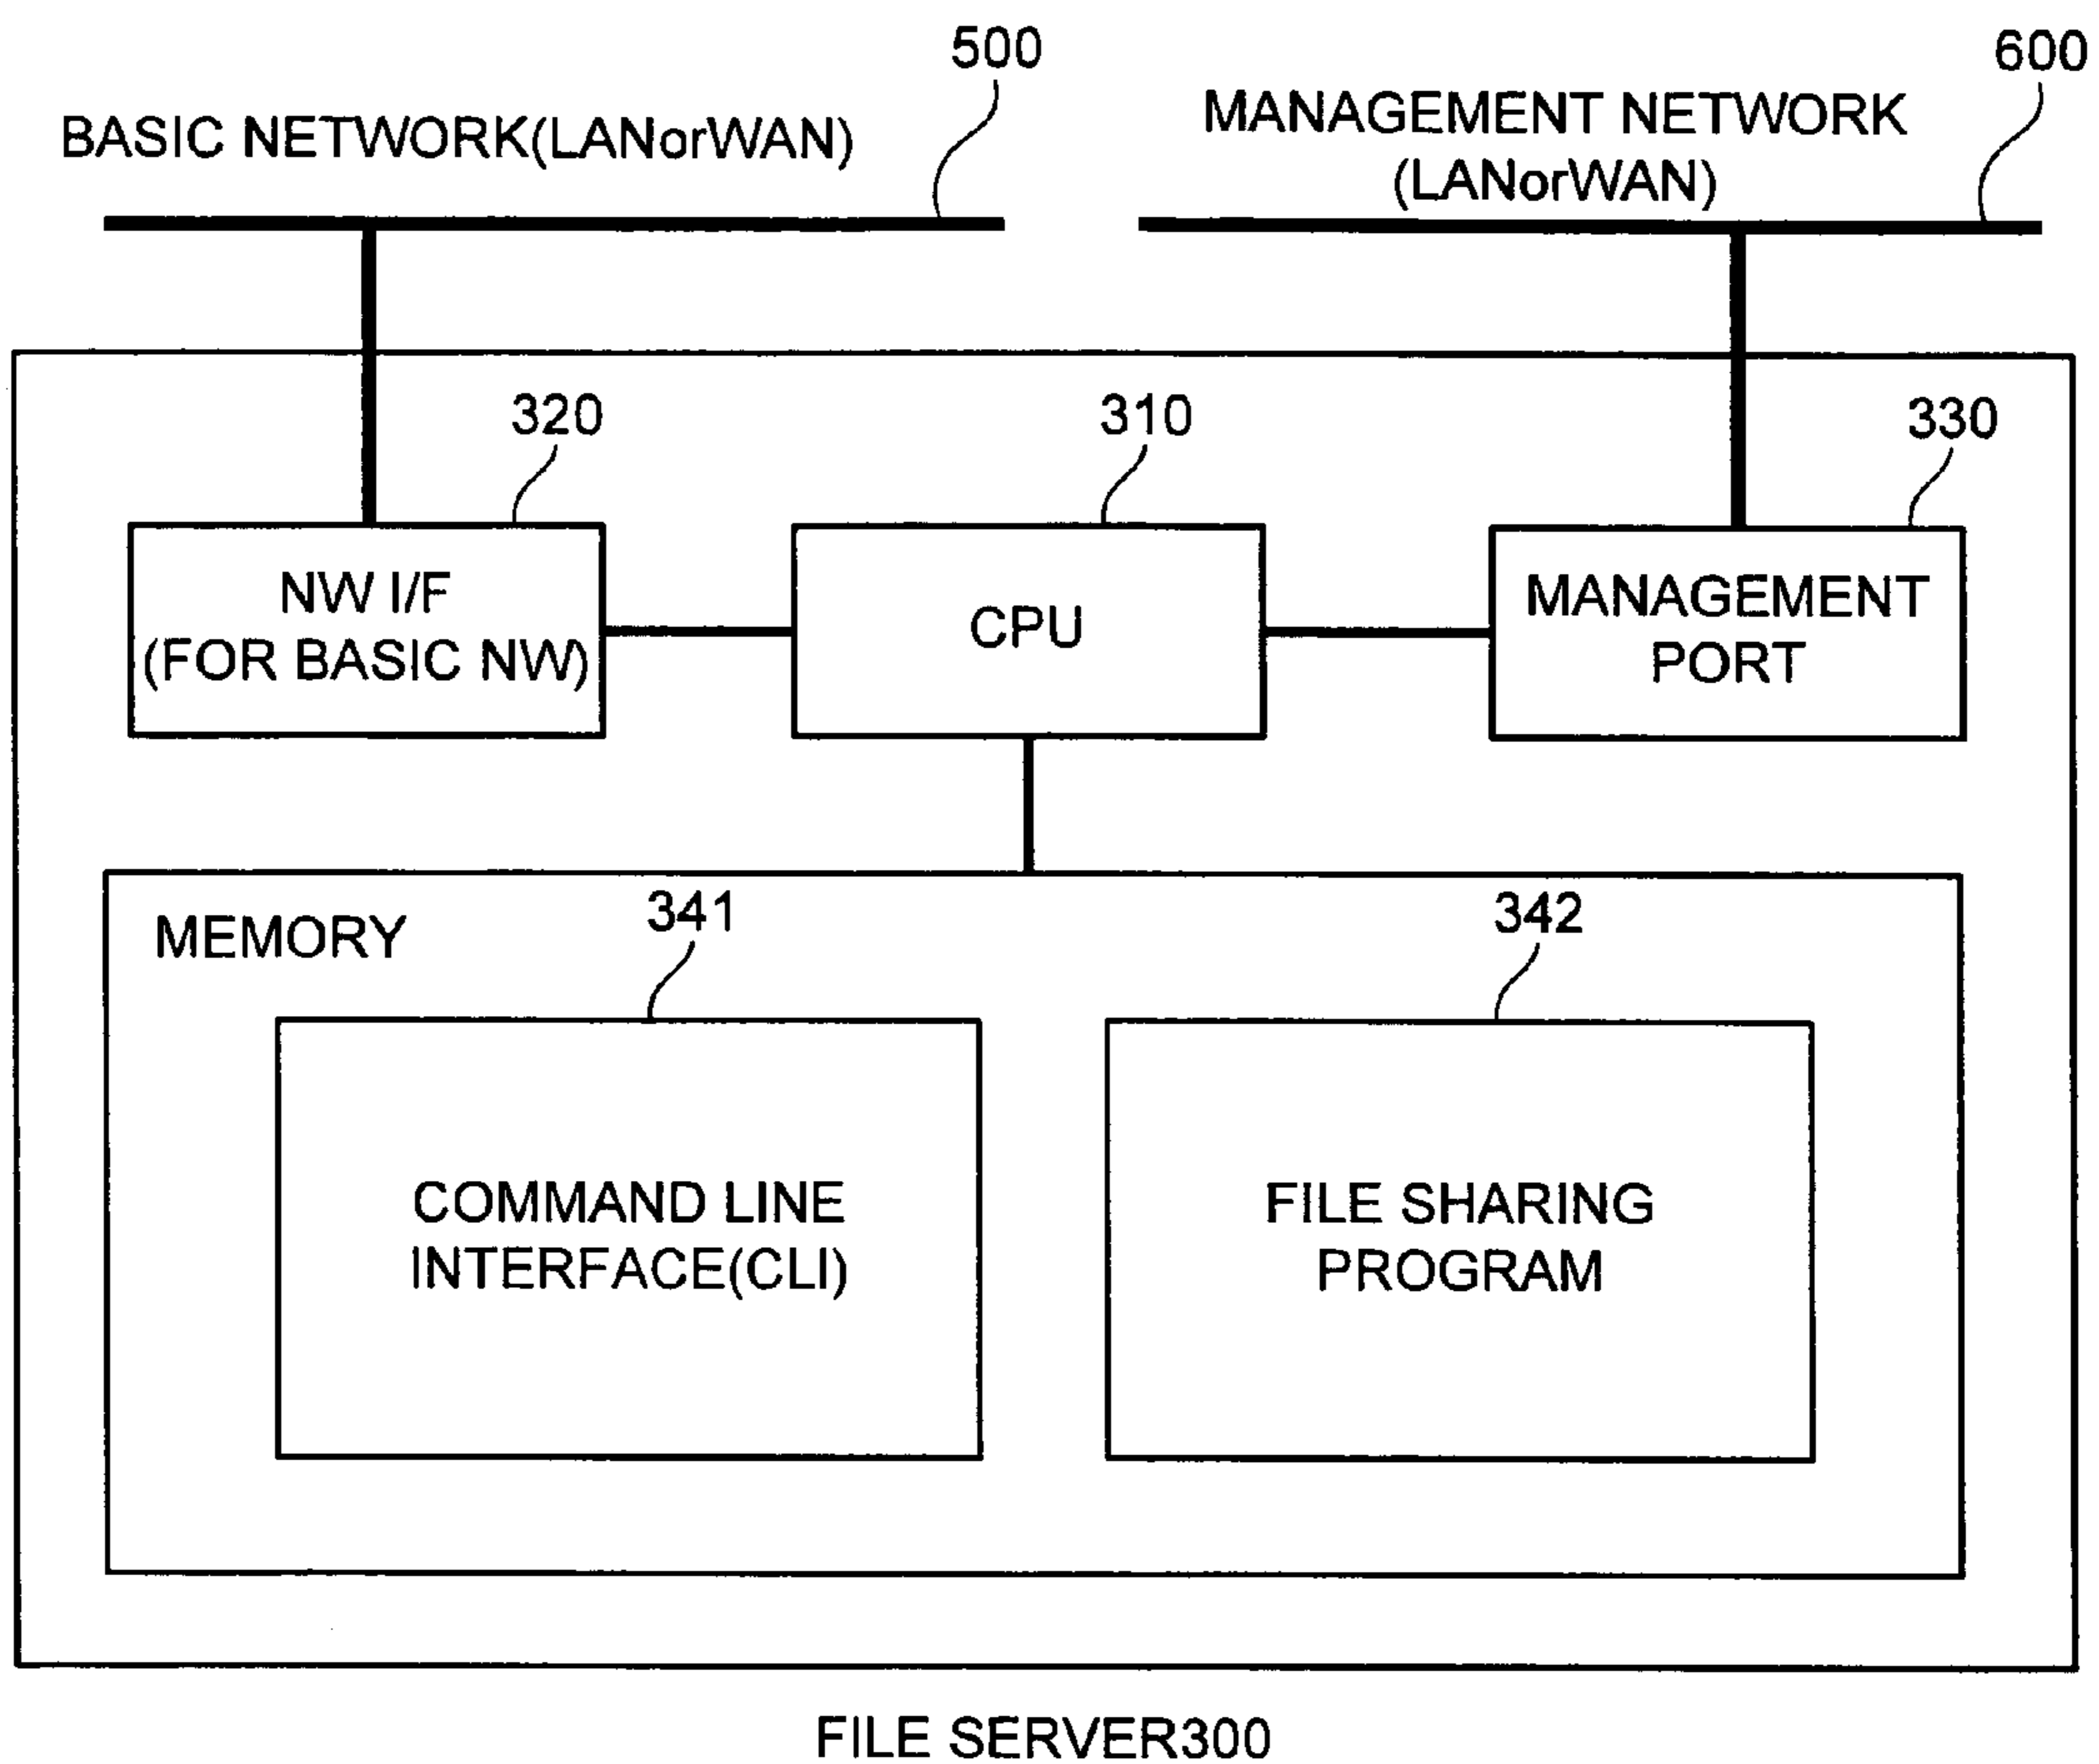 500
600
BASIC NETWORK(LANorWAN)
MANAGEMENT NETWORK
(LANorWAN)
320
310
330
NW I/F
(FOR BASIC NW)
CPU
MANAGEMENT
PORT
MEMORY
341
342
COMMAND LINE
INTERFACE(CLI)
FILE SHARING
PROGRAM
FILE SERVER300